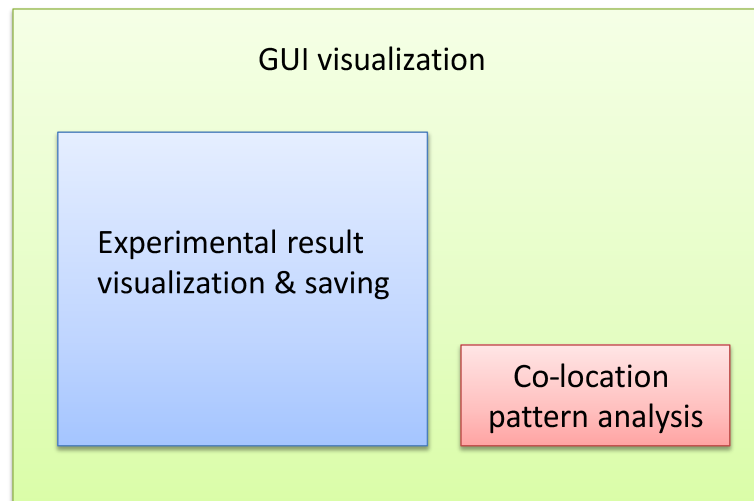 GUI visualization
Experimental result
visualization & saving
Co-location
pattern analysis